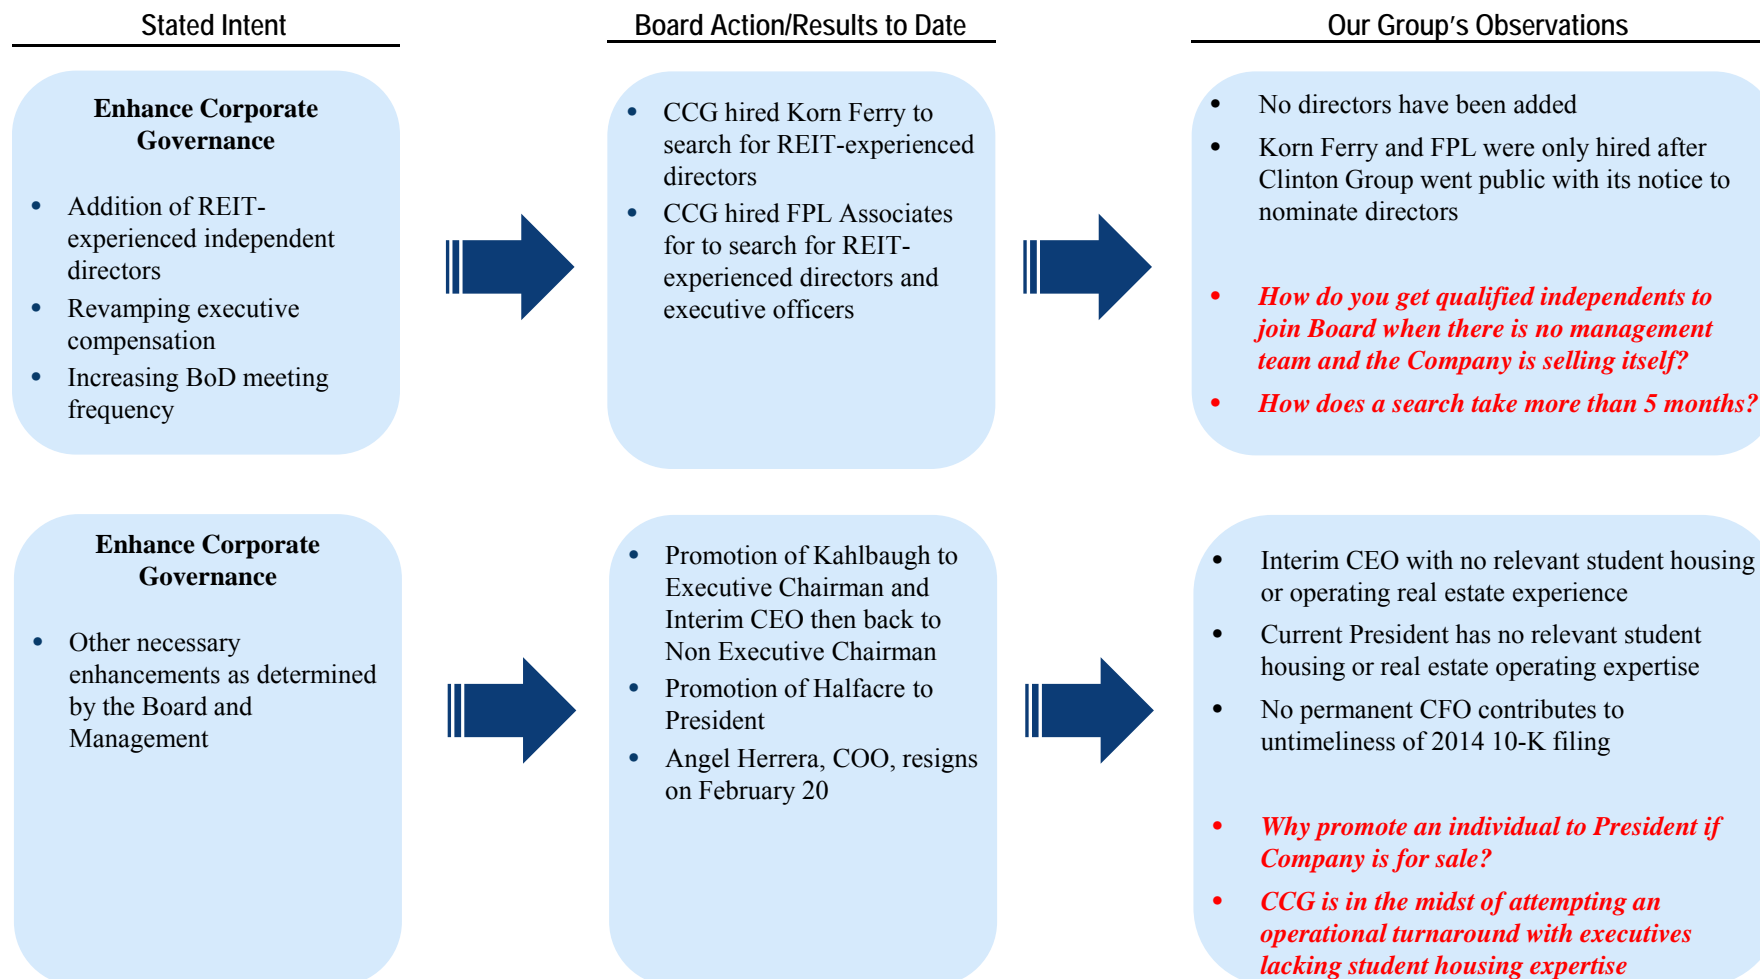 Stated Intent
Board Action/Results to Date
Our Group's Observations
Enhance Corporate
Governance
• Addition of REIT-
experienced independent
directors
• Revamping executive
compensation
• Increasing BoD meeting
frequency
• CCG hired Korn Ferry to
search for REIT-experienced
directors
• CCG hired FPL Associates
for to search for REIT-
experienced directors and
executive officers
• No directors have been added
• Korn Ferry and FPL were only hired after
Clinton Group went public with its notice to
nominate directors
• How do you get qualified independents to
join Board when there is no management
team and the Company is selling itself?
• How does a search take more than 5 months?
Enhance Corporate
Governance
• Other necessary
enhancements as determined
by the Board and
Management
• Promotion of Kahlbaugh to
Executive Chairman and
Interim CEO then back to
Non Executive Chairman
• Promotion of Halfacre to
President
• Angel Herrera, COO, resigns
on February 20
• Interim CEO with no relevant student housing
or operating real estate experience
• Current President has no relevant student
housing or real estate operating expertise
• No permanent CFO contributes to
untimeliness of 2014 10-K filing
• Why promote an individual to President if
Company is for sale?
• CCG is in the midst of attempting an
operational turnaround with executives
lacking student housing expertise